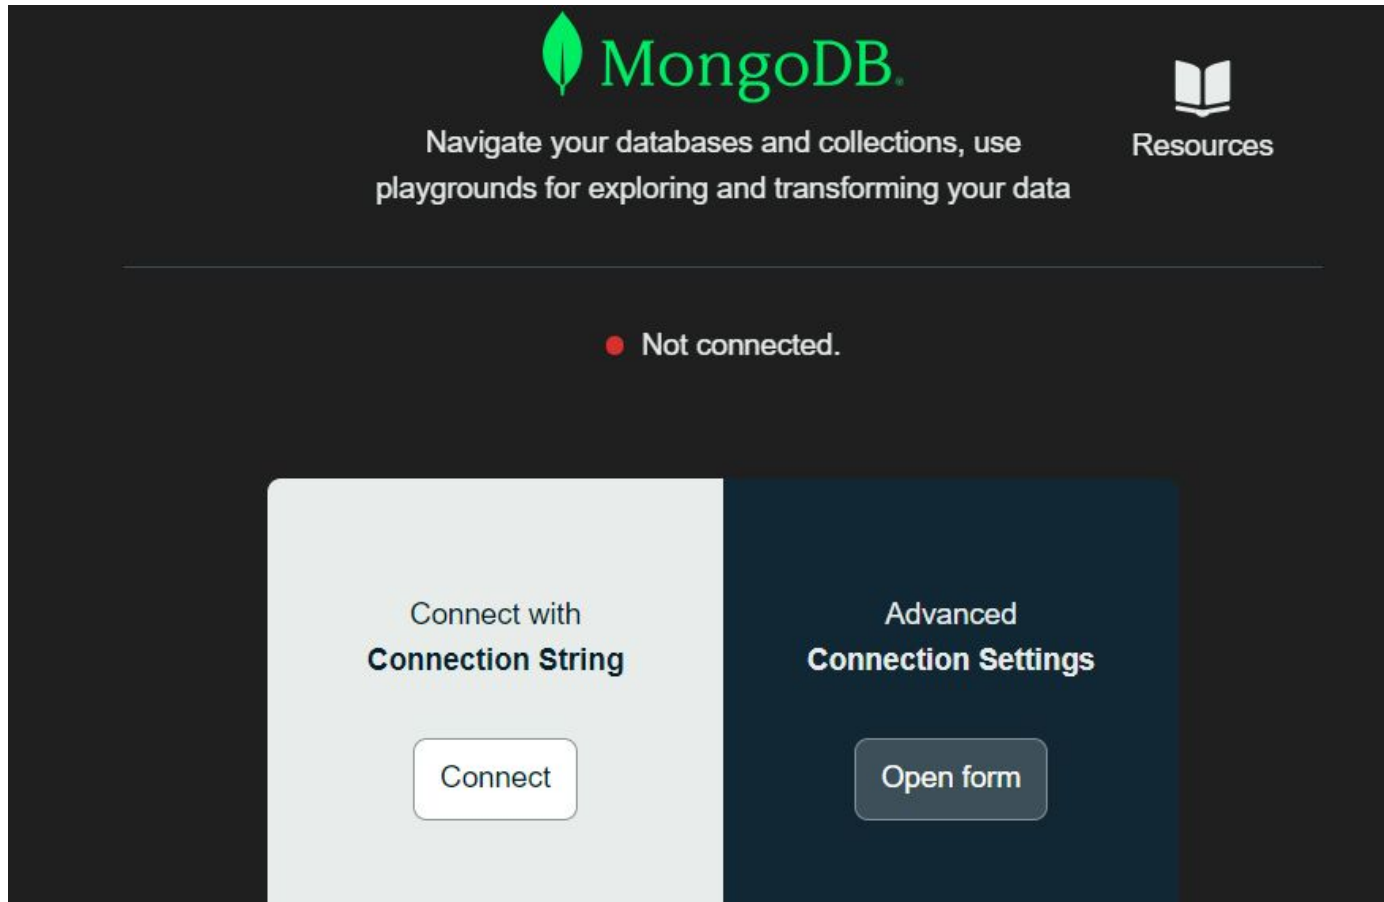 MongoDB®
Navigate your databases and collections, use
playgrounds for exploring and transforming your data
Resources
Not connected.
Connect with
Connection String
Connect
Advanced
Connection Settings
Open form